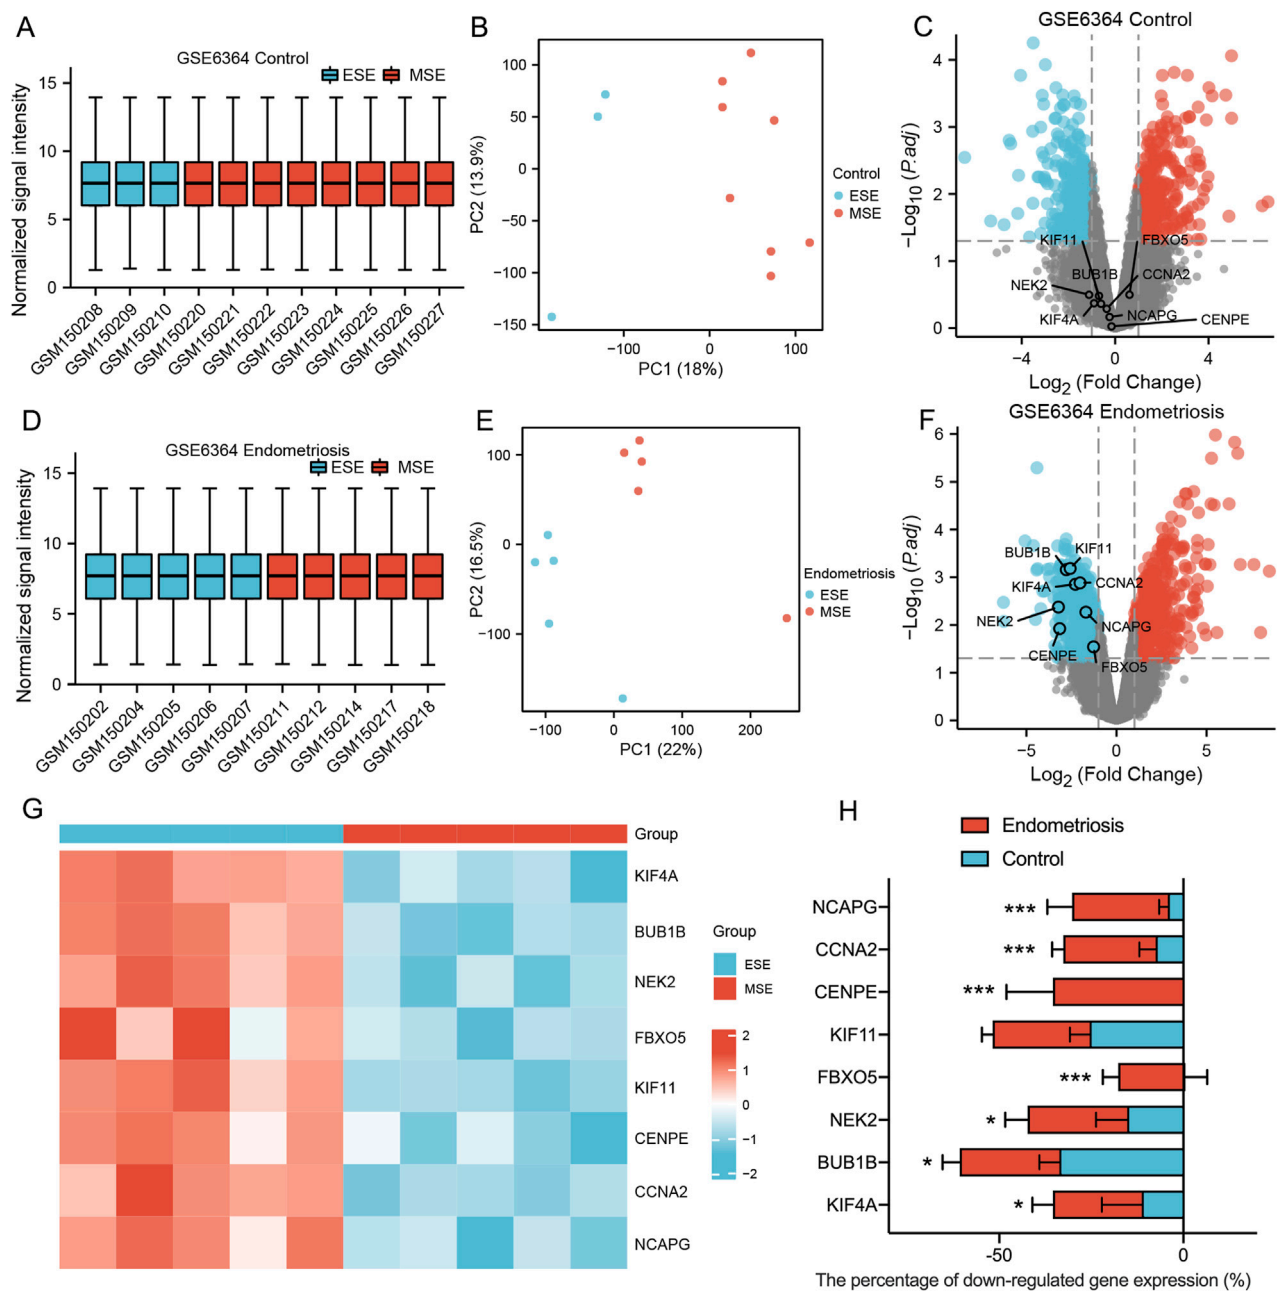 A
GSE6364 Control
ESE
MSE
Normalized signal intensity
15
10
5
0
GSM150208
GSM150209
GSM150210
GSM150220
GSM150221
GSM150222
GSM150223
GSM150224
GSM150225
GSM150226
GSM150227
B
PC2 (13.9%)
100
50
0
−50
−100
−150
−100
0
100
PC1 (18%)
Control
ESE
MSE
C
GSE6364 Control
−Log10 (P.adj)
4
3
2
1
0
KIF11
FBXO5
BUB1B
CCNA2
NEK2
KIF4A
NCAPG
CENPE
−4
0
4
Log2 (Fold Change)
D
GSE6364 Endometriosis
ESE
MSE
Normalized signal intensity
15
10
5
0
GSM150202
GSM150204
GSM150205
GSM150206
GSM150207
GSM150211
GSM150212
GSM150214
GSM150217
GSM150218
E
PC2 (16.5%)
100
0
−100
−100
0
100
200
PC1 (22%)
Endometriosis
ESE
MSE
F
GSE6364 Endometriosis
−Log10 (P.adj)
6
5
4
3
2
1
0
BUB1B
KIF11
KIF4A
CCNA2
NEK2
NCAPG
CENPE
FBXO5
−5
0
5
Log2 (Fold Change)
G
Group
KIF4A
BUB1B
NEK2
FBXO5
KIF11
CENPE
CCNA2
NCAPG
Group
ESE
MSE
2
1
0
−1
−2
H
Endometriosis
Control
NCAPG
***
CCNA2
***
CENPE
***
KIF11
FBXO5
***
NEK2
*
BUB1B
*
KIF4A
*
-50
0
The percentage of down-regulated gene expression (%)